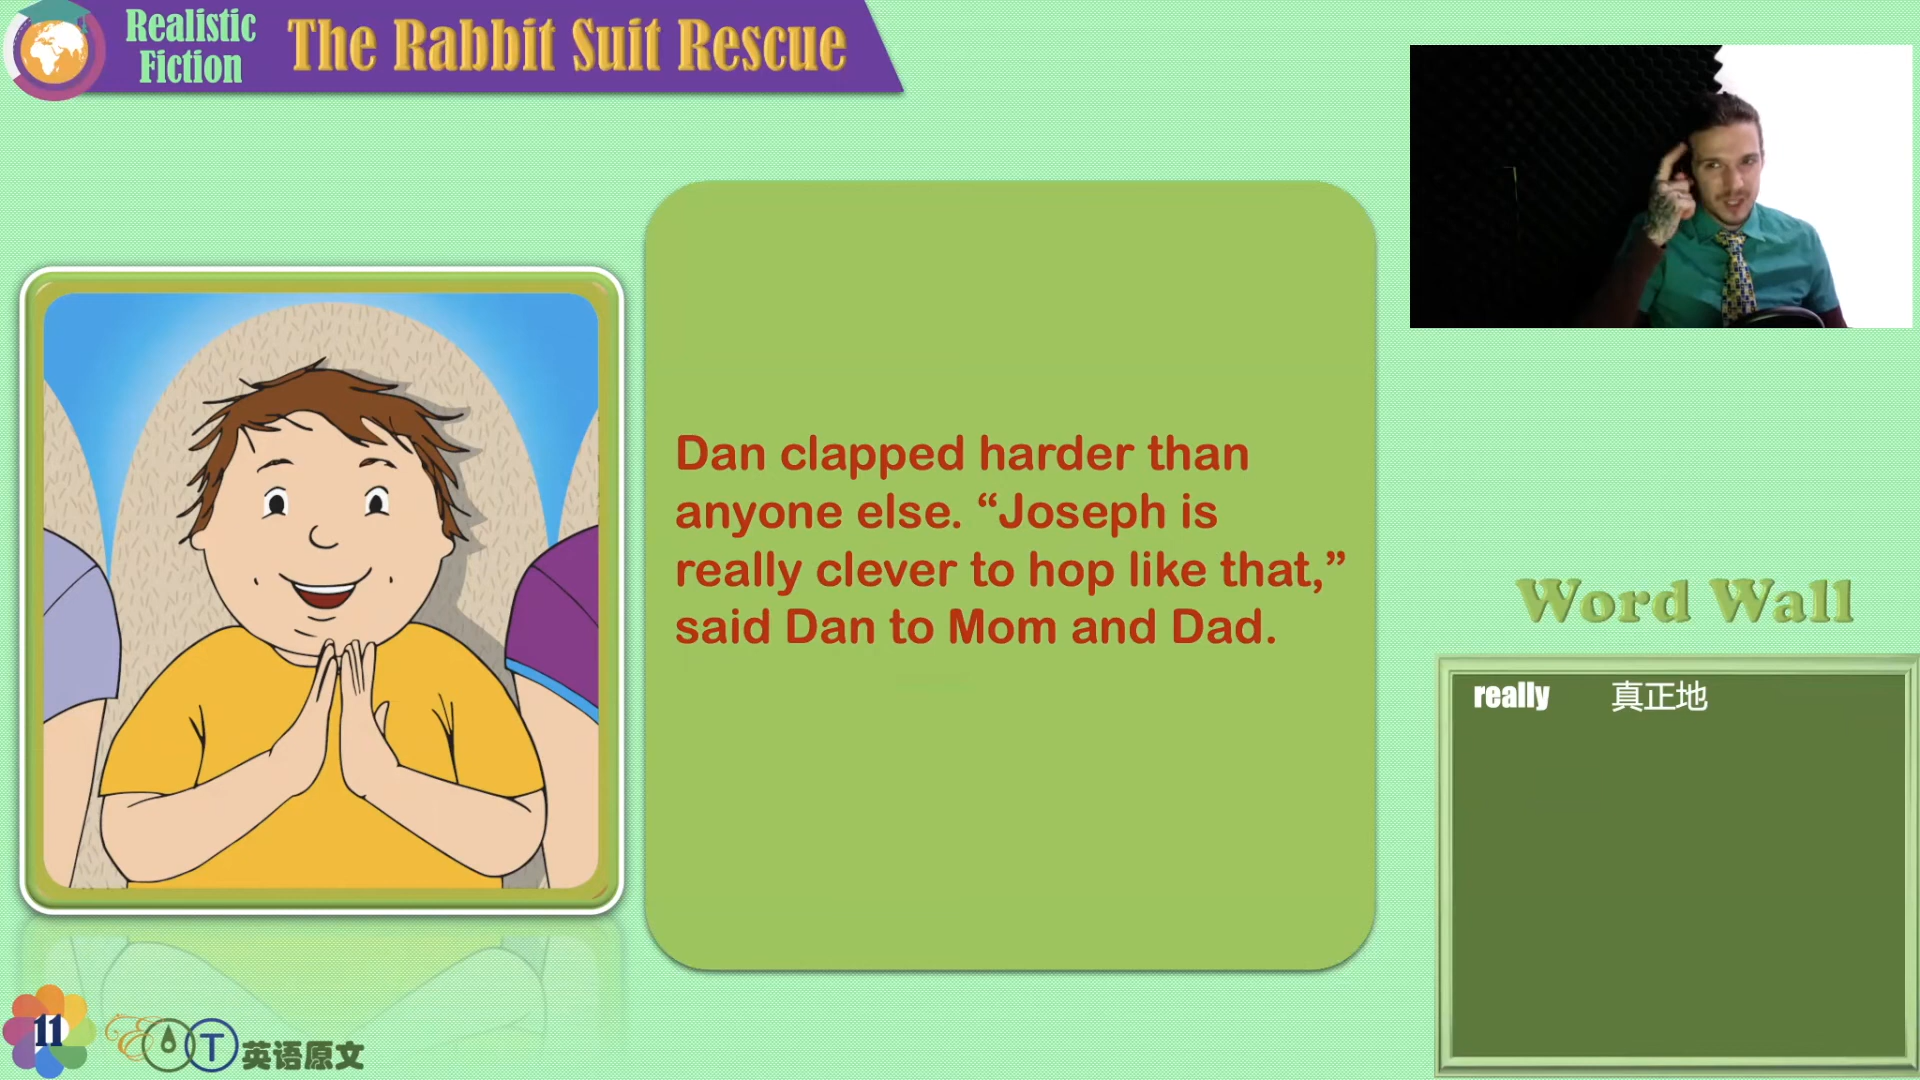 Realistic
Fiction
The Rabbit Suit Rescue
Dan clapped harder than
anyone else. “Joseph is
really clever to hop like that,”
said Dan to Mom and Dad.
Word Wall
really 真正地
11
E A T 英语原文